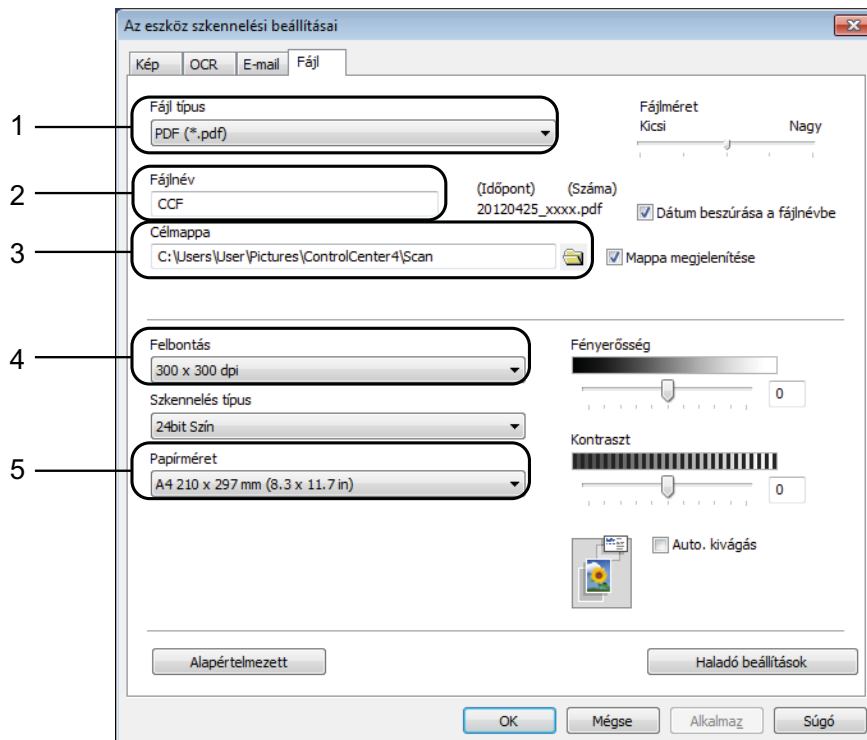 Az eszköz szkennelési beállításai
Kép OCR E-mail Fájl
1
Fájl típus
PDF (*.pdf)
Fájlméret
Kicsi Nagy
2
Fájlnév
CCF
(Időpont) (Száma)
20120425_xxxx.pdf
Dátum beszúrása a fájlnévbe
3
Célmappa
C:\Users\User\Pictures\ControlCenter4\Scan
Mappa megjelenítése
4
Felbontás
300 x 300 dpi
Szkennelés típus
24bit Szín
5
Papírméret
A4 210 x 297 mm (8.3 x 11.7 in)
Fényerősség
0
Kontraszt
0
Auto. kivágás
Alapértelmezett
Haladó beállítások
OK Mégse Alkalmaz Súgó